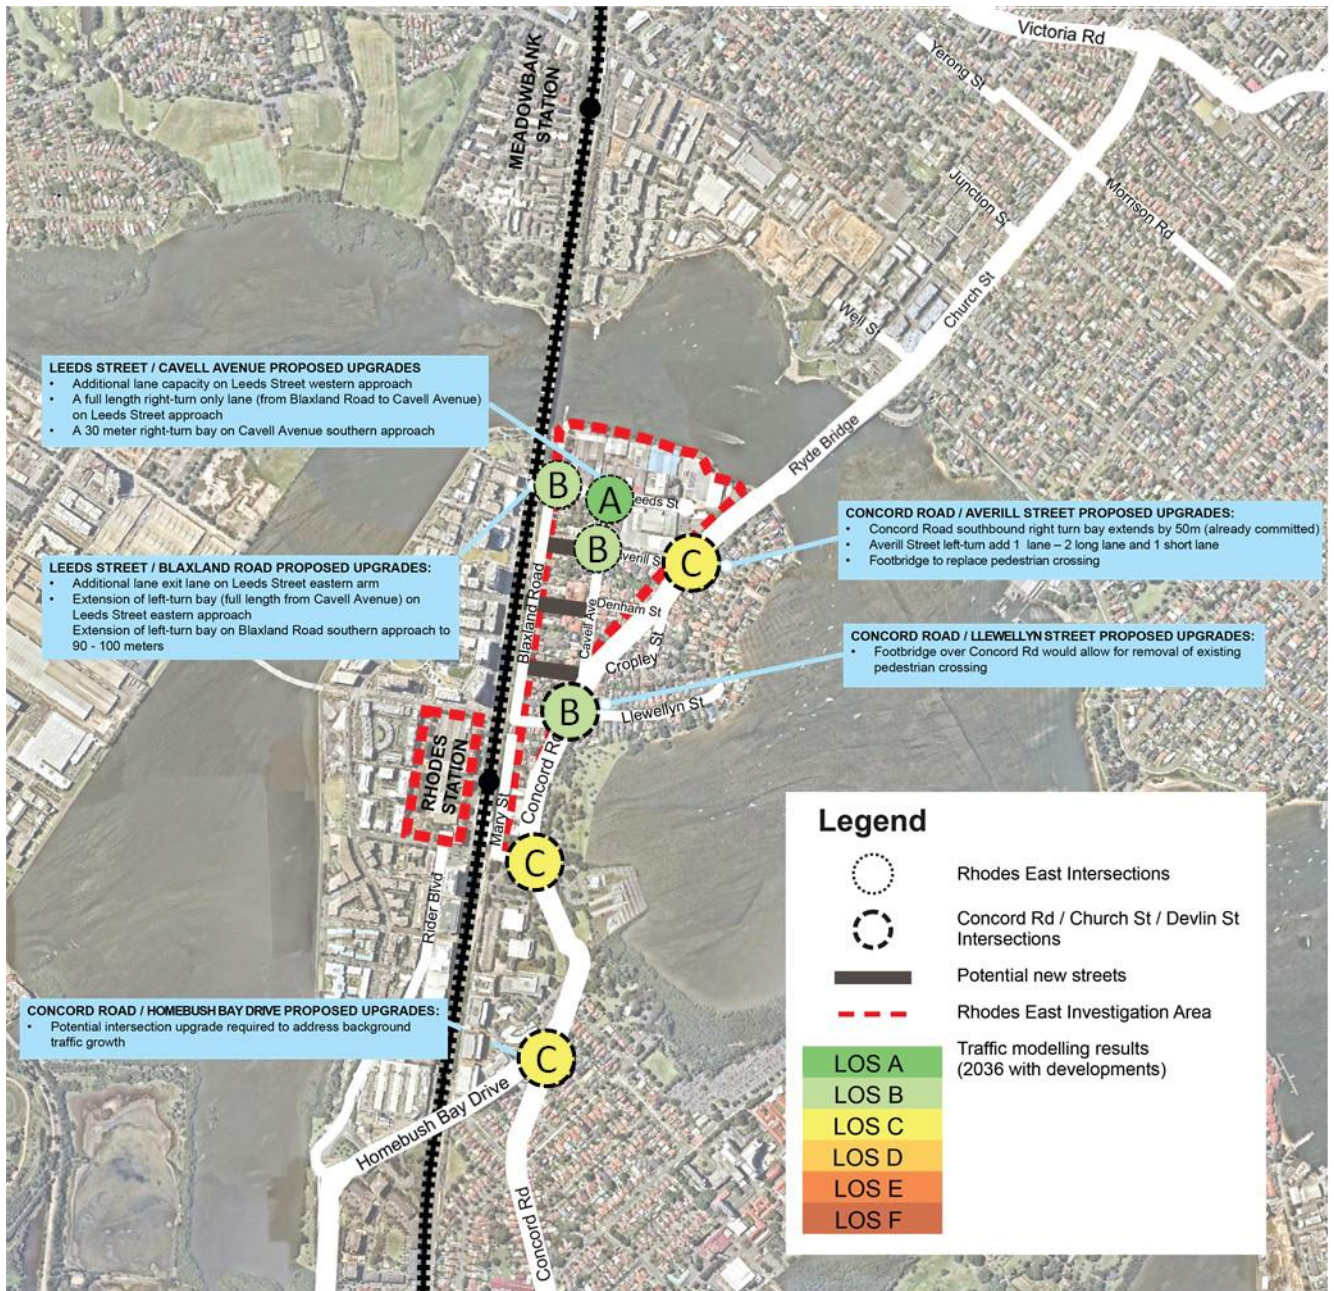 Victoria Rd
Yerong St
MEADOWBANK
STATION
Junction St
Morrison Rd
Well St
Church St
Ryde Bridge
LEEDS STREET / CAVELL AVENUE PROPOSED UPGRADES
• Additional lane capacity on Leeds Street western approach
• A full length right-turn only lane (from Blaxland Road to Cavell Avenue)
on Leeds Street approach
• A 30 meter right-turn bay on Cavell Avenue southern approach
B
A
eeds St
B
verill S
C
CONCORD ROAD / AVERILL STREET PROPOSED UPGRADES:
• Concord Road southbound right turn bay extends by 50m (already committed)
• Averill Street left-turn add 1 lane – 2 long lane and 1 short lane
• Footbridge to replace pedestrian crossing
LEEDS STREET / BLAXLAND ROAD PROPOSED UPGRADES:
• Additional lane exit lane on Leeds Street eastern arm
• Extension of left-turn bay (full length from Cavell Avenue) on
Leeds Street eastern approach
Extension of left-turn bay on Blaxland Road southern approach to
90 - 100 meters
Blaxland Road
Denham St
Cavell Ave
Cropley St
CONCORD ROAD / LLEWELLYN STREET PROPOSED UPGRADES:
• Footbridge over Concord Rd would allow for removal of existing
pedestrian crossing
B
Llewellyn St
RHODES
STATION
Concord R
Mary St
C
Rider Blvd
CONCORD ROAD / HOMEBUSH BAY DRIVE PROPOSED UPGRADES:
• Potential intersection upgrade required to address background
traffic growth
C
Homebush Bay Drive
Concord Rd
Legend
Rhodes East Intersections
Concord Rd / Church St / Devlin St
Intersections
Potential new streets
Rhodes East Investigation Area
Traffic modelling results
(2036 with developments)
LOS A
LOS B
LOS C
LOS D
LOS E
LOS F